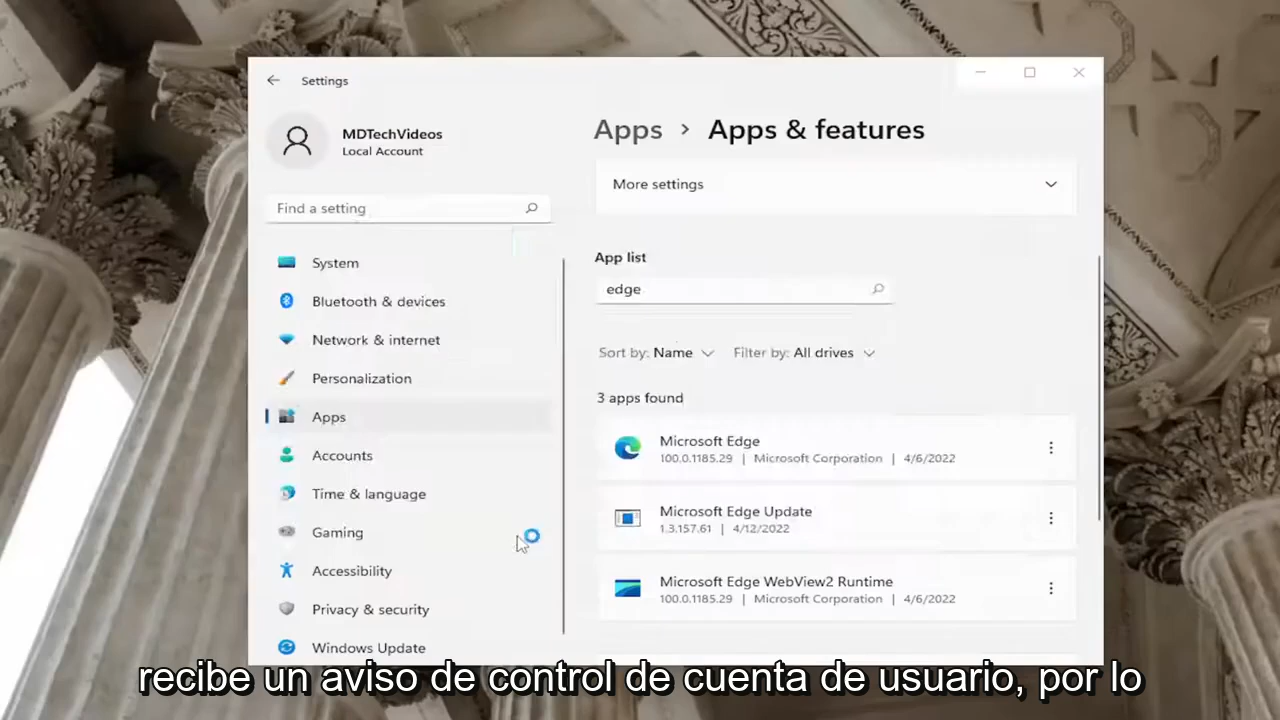 Settings
MDTechVideos
Local Account
Find a setting
System
Bluetooth & devices
Network & internet
Personalization
Apps
Accounts
Time & language
Gaming
Accessibility
Privacy & security
Windows Update
Apps > Apps & features
More settings
App list
edge
Sort by: Name Filter by: All drives
3 apps found
Microsoft Edge
100.0.1185.29 | Microsoft Corporation | 4/6/2022
Microsoft Edge Update
1.3.157.61 | 4/12/2022
Microsoft Edge WebView2 Runtime
100.0.1185.29 | Microsoft Corporation | 4/6/2022
recibe un aviso de control de cuenta de usuario, por lo